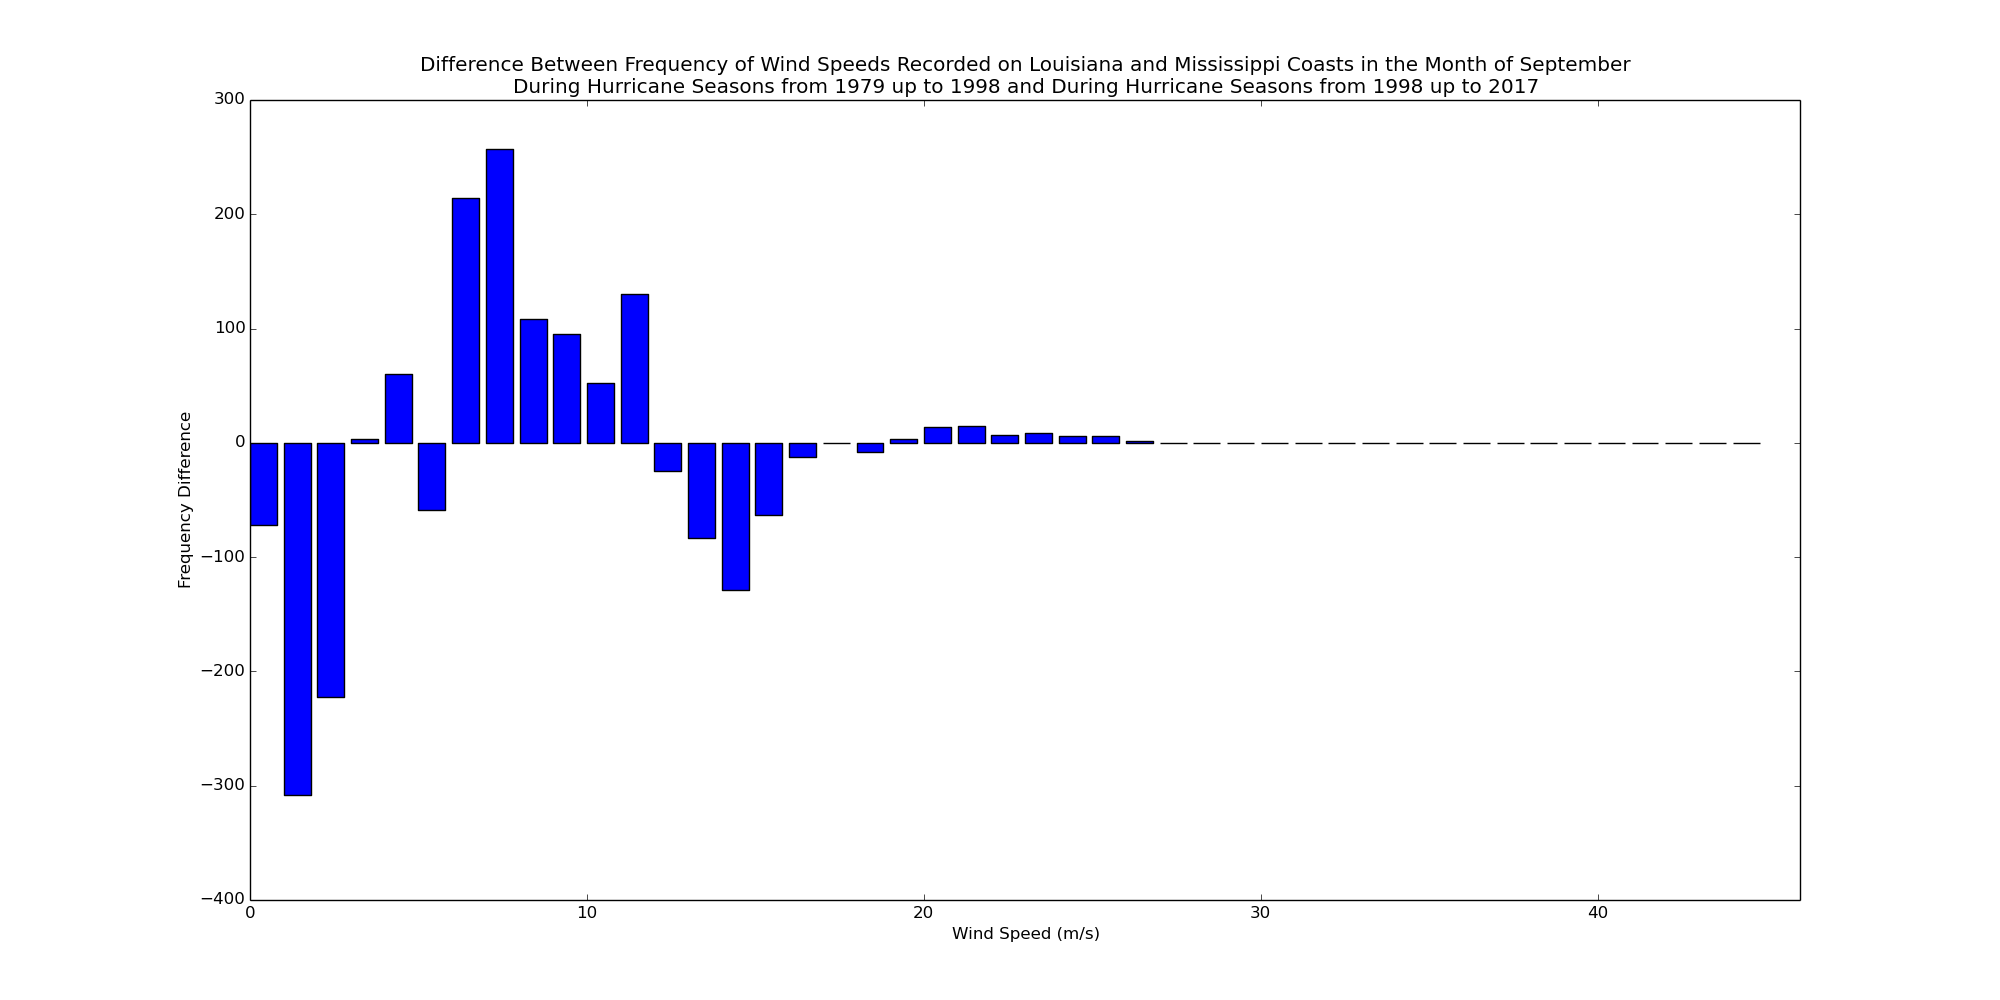 Difference Between Frequency of Wind Speeds Recorded on Louisiana and Mississippi Coasts in the Month of September
During Hurricane Seasons from 1979 up to 1998 and During Hurricane Seasons from 1998 up to 2017
300
200
100
0
−100
−200
−300
−400
Frequency Difference
0 10 20 30 40
Wind Speed (m/s)